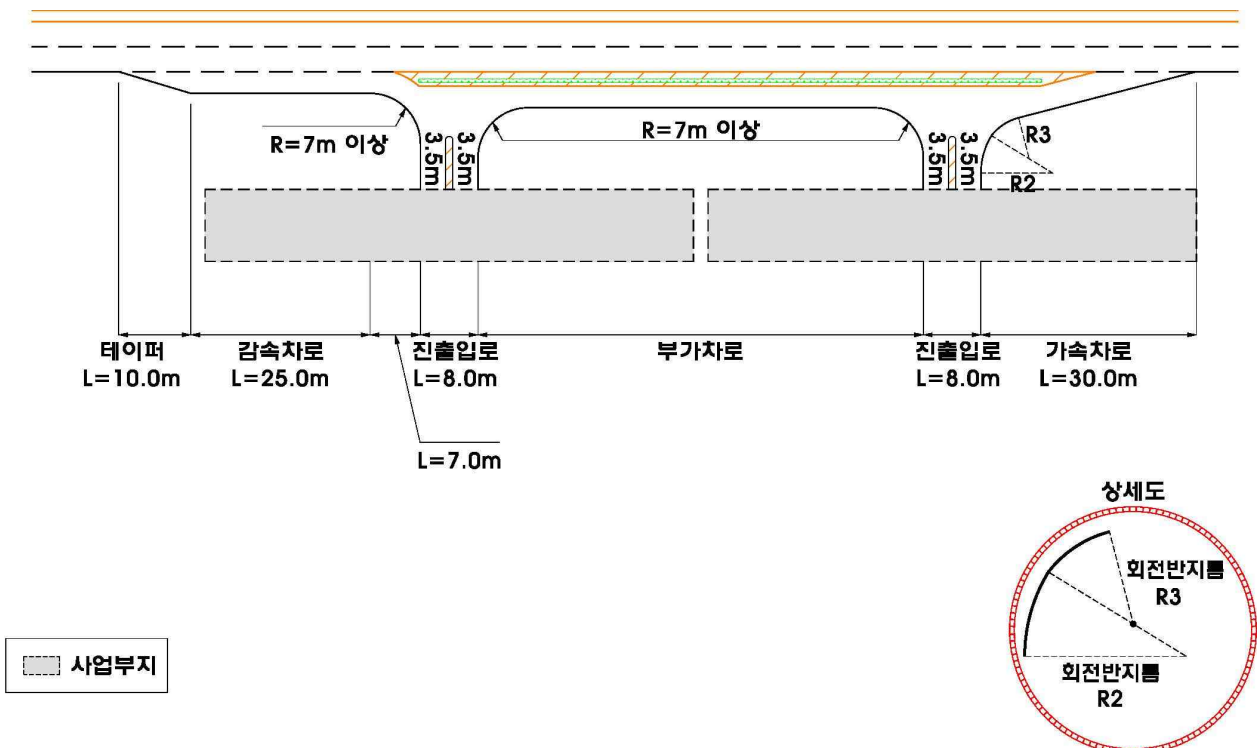 R=7m 이상
3.5m
3.5m
R=7m 이상
3.5m
3.5m
R3
R2
테이퍼
L=10.0m
감속차로
L=25.0m
진출입로
L=8.0m
부가차로
진출입로
L=8.0m
가속차로
L=30.0m
L=7.0m
상세도
회전반지름
R3
회전반지름
R2
사업부지